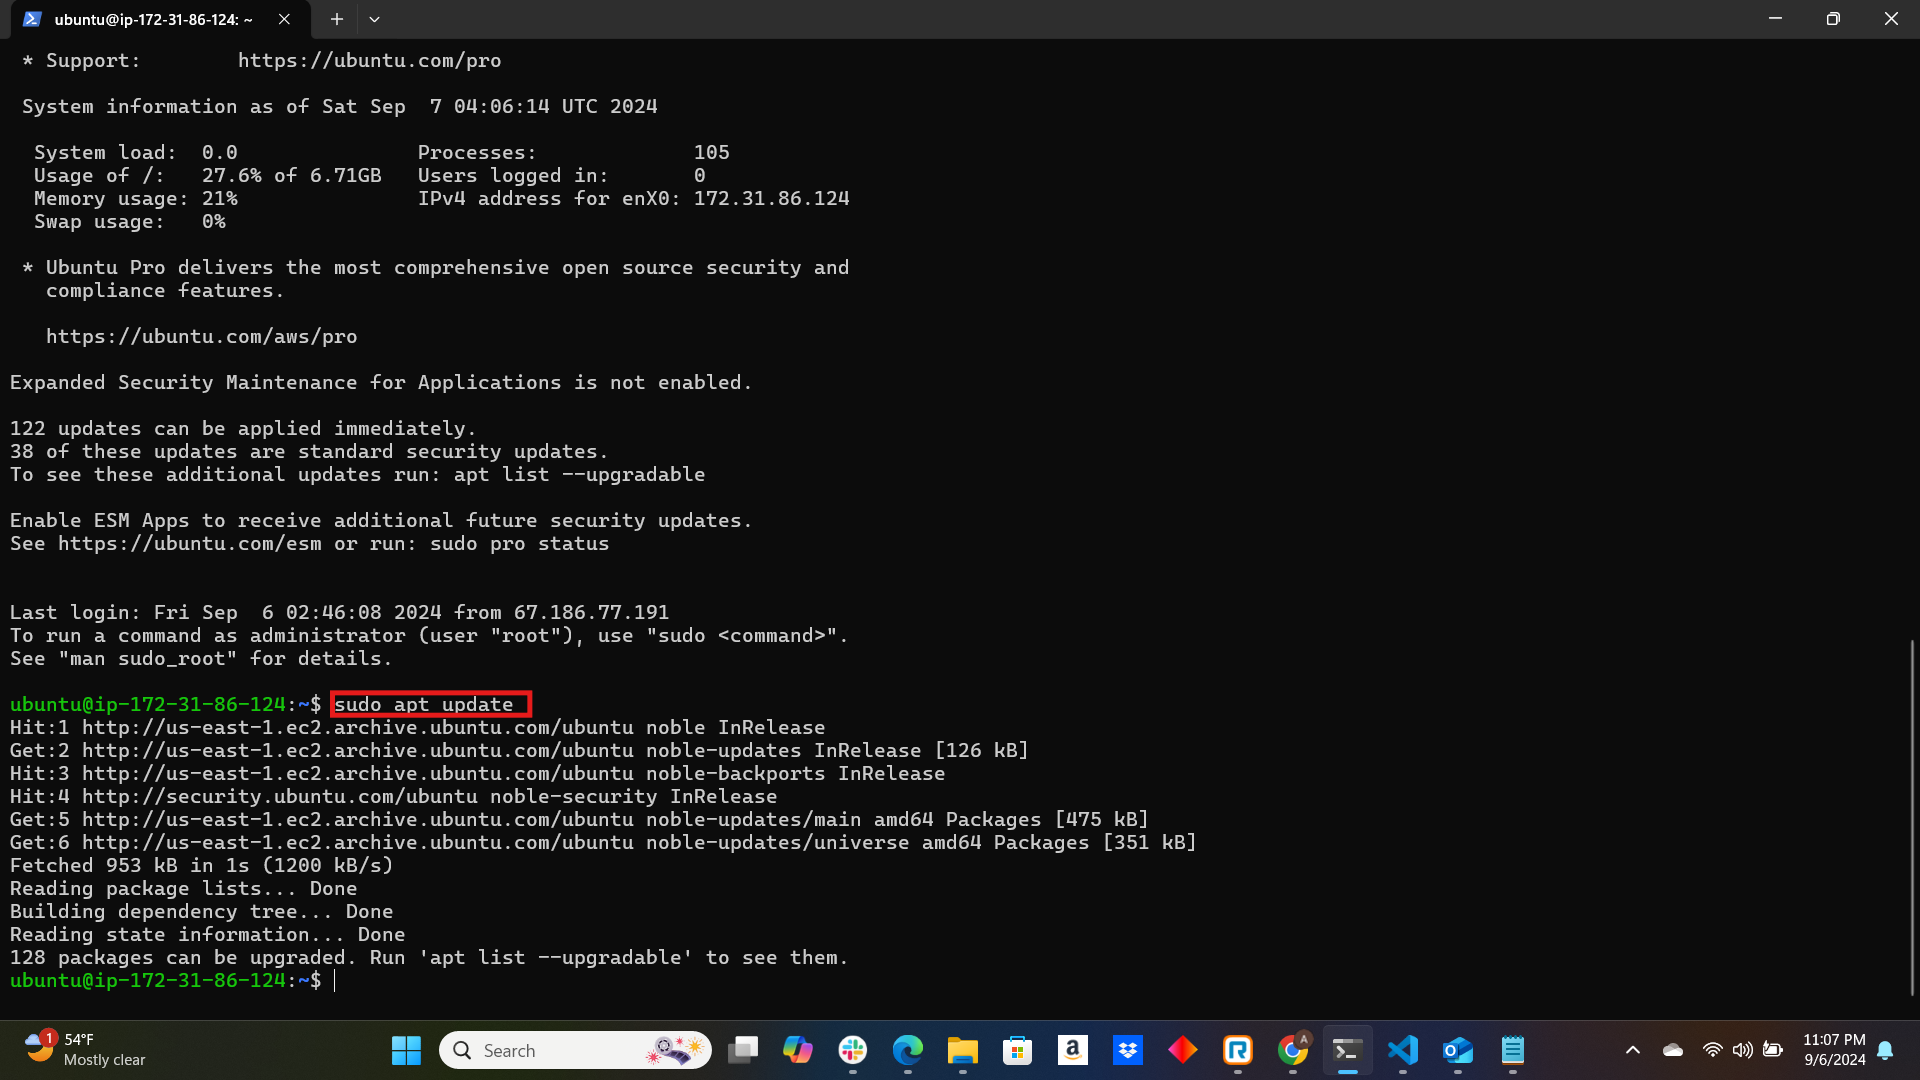 ubuntu@ip-172-31-86-124: ~
* Support:        https://ubuntu.com/pro
System information as of Sat Sep  7 04:06:14 UTC 2024
System load:  0.0               Processes:             105
Usage of /:   27.6% of 6.71GB   Users logged in:       0
Memory usage: 21%               IPv4 address for enX0: 172.31.86.124
Swap usage:   0%
* Ubuntu Pro delivers the most comprehensive open source security and
compliance features.
https://ubuntu.com/aws/pro
Expanded Security Maintenance for Applications is not enabled.
122 updates can be applied immediately.
38 of these updates are standard security updates.
To see these additional updates run: apt list --upgradable
Enable ESM Apps to receive additional future security updates.
See https://ubuntu.com/esm or run: sudo pro status
Last login: Fri Sep  6 02:46:08 2024 from 67.186.77.191
To run a command as administrator (user "root"), use "sudo <command>".
See "man sudo_root" for details.
ubuntu@ip-172-31-86-124:~$ sudo apt update
Hit:1 http://us-east-1.ec2.archive.ubuntu.com/ubuntu noble InRelease
Get:2 http://us-east-1.ec2.archive.ubuntu.com/ubuntu noble-updates InRelease [126 kB]
Hit:3 http://us-east-1.ec2.archive.ubuntu.com/ubuntu noble-backports InRelease
Hit:4 http://security.ubuntu.com/ubuntu noble-security InRelease
Get:5 http://us-east-1.ec2.archive.ubuntu.com/ubuntu noble-updates/main amd64 Packages [475 kB]
Get:6 http://us-east-1.ec2.archive.ubuntu.com/ubuntu noble-updates/universe amd64 Packages [351 kB]
Fetched 953 kB in 1s (1200 kB/s)
Reading package lists... Done
Building dependency tree... Done
Reading state information... Done
128 packages can be upgraded. Run 'apt list --upgradable' to see them.
ubuntu@ip-172-31-86-124:~$
1
54°F
Mostly clear
Search
a
R
A
O
11:07 PM
9/6/2024